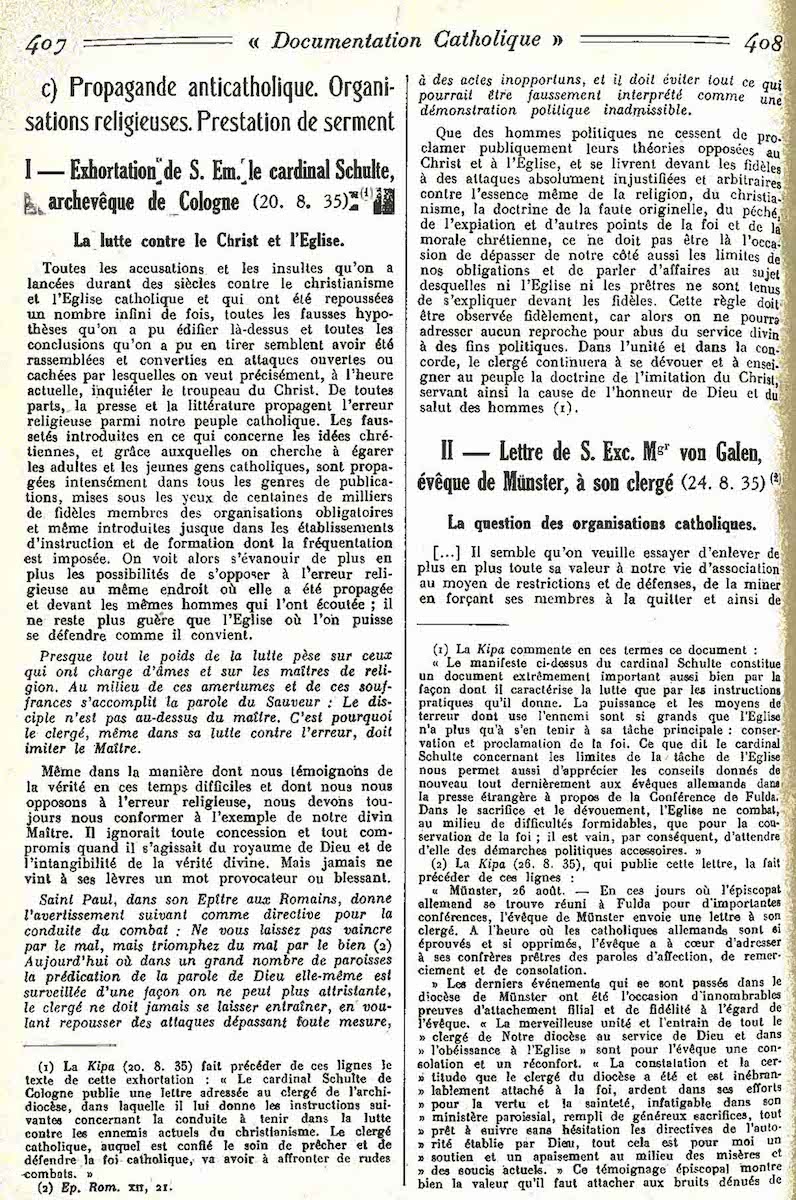 407
« Documentation Catholique »
408
c) Propagande anticatholique. Organi-
sations religieuses. Prestation de serment
I — Exhortation de S. Em. le cardinal Schulte,
archevêque de Cologne (20. 8. 35) (1)
La lutte contre le Christ et l'Eglise.
Toutes les accusations et les insultes qu'on a
lancées durant des siècles contre le christianisme
et l'Eglise catholique et qui ont été repoussées
un nombre infini de fois, toutes les fausses hypo-
thèses qu'on a pu édifier là-dessus et toutes les
conclusions qu'on a pu en tirer semblent avoir été
rassemblées et converties en attaques ouvertes ou
cachées par lesquelles on veut précisément, à l'heure
actuelle, inquiéter le troupeau du Christ. De toutes
parts, la presse et la littérature propagent l'erreur
religieuse parmi notre peuple catholique. Les faus-
setés introduites en ce qui concerne les idées chré-
tiennes, et grâce auxquelles on cherche à égarer
les adultes et les jeunes gens catholiques, sont propa-
gées intensément dans tous les genres de publica-
tions, mises sous les yeux de centaines de milliers
de fidèles membres des organisations obligatoires
et même introduites jusque dans les établissements
d'instruction et de formation dont la fréquentation
est imposée. On voit alors s'évanouir de plus en
plus les possibilités de s'opposer à l'erreur reli-
gieuse au même endroit où elle a été propagée
et devant les mêmes hommes qui l'ont écoutée ; il
ne reste plus guère que l'Eglise où l'on puisse
se défendre comme il convient.
Presque tout le poids de la lutte pèse sur ceux
qui ont charge d'âmes et sur les maîtres de reli-
gion. Au milieu de ces amertumes et de ces souf-
frances s'accomplit la parole du Sauveur : Le dis-
ciple n'est pas au-dessus du maître. C'est pourquoi
le clergé, même dans sa lutte contre l'erreur, doit
imiter le Maître.
Même dans la manière dont nous témoignons de
la vérité en ces temps difficiles et dont nous nous
opposons à l'erreur religieuse, nous devons tou-
jours nous conformer à l'exemple de notre divin
Maître. Il ignorait toute concession et tout com-
promis quand il s'agissait du royaume de Dieu et de
l'intangibilité de la vérité divine. Mais jamais ne
vint à ses lèvres un mot provocateur ou blessant.
Saint Paul, dans son Epître aux Romains, donne
l'avertissement suivant comme directive pour la
conduite du combat : Ne vous laissez pas vaincre
par le mal, mais triomphez du mal par le bien (2)
Aujourd'hui où dans un grand nombre de paroisses
la prédication de la parole de Dieu elle-même est
surveillée d'une façon on ne peut plus attristante,
le clergé ne doit jamais se laisser entraîner, en vou-
lant repousser des attaques dépassant toute mesure,
(1) La Kipa (20. 8. 35) fait précéder de ces lignes le
texte de cette exhortation : « Le cardinal Schulte de
Cologne publie une lettre adressée au clergé de l'archi-
diocèse, dans laquelle il lui donne les instructions sui-
vantes concernant la conduite à tenir dans la lutte
contre les ennemis actuels du christianisme. Le clergé
catholique, auquel est confié le soin de prêcher et de
défendre la foi catholique, va avoir à affronter de rudes
combats. »
(2) Ep. Rom. XII, 21.
à des actes inopportuns, et il doit éviter tout ce qui
pourrait être faussement interprété comme une
démonstration politique inadmissible.
Que des hommes politiques ne cessent de pro-
clamer publiquement leurs théories opposées au
Christ et à l'Eglise, et se livrent devant les fidèles
à des attaques absolument injustifiées et arbitraires
contre l'essence même de la religion, du christia-
nisme, la doctrine de la faute originelle, du péché,
de l'expiation et d'autres points de la foi et de la
morale chrétienne, ce ne doit pas être là l'occa-
sion de dépasser de notre côté aussi les limites de
nos obligations et de parler d'affaires au sujet
desquelles ni l'Eglise ni les prêtres ne sont tenus
de s'expliquer devant les fidèles. Cette règle doit
être observée fidèlement, car alors on ne pourra
adresser aucun reproche pour abus du service divin
à des fins politiques. Dans l'unité et dans la con-
corde, le clergé continuera à se dévouer et à ensei-
gner au peuple la doctrine de l'imitation du Christ,
servant ainsi la cause de l'honneur de Dieu et du
salut des hommes (1).
II — Lettre de S. Exc. Mgr von Galen,
évêque de Münster, à son clergé (24. 8. 35) (2)
La question des organisations catholiques.
[...] Il semble qu'on veuille essayer d'enlever de
plus en plus toute sa valeur à notre vie d'association
au moyen de restrictions et de défenses, de la miner
en forçant ses membres à la quitter et ainsi de
(1) La Kipa commente en ces termes ce document :
« Le manifeste ci-dessus du cardinal Schulte constitue
un document extrêmement important aussi bien par la
façon dont il caractérise la lutte que par les instructions
pratiques qu'il donne. La puissance et les moyens de
terreur dont use l'ennemi sont si grands que l'Eglise
n'a plus qu'à s'en tenir à sa tâche principale : conser-
vation et proclamation de la foi. Ce que dit le cardinal
Schulte concernant les limites de la tâche de l'Eglise
nous permet aussi d'apprécier les conseils donnés de
nouveau tout dernièrement aux évêques allemands dans
la presse étrangère à propos de la Conférence de Fulda.
Dans le sacrifice et le dévouement, l'Eglise ne combat,
au milieu de difficultés formidables, que pour la con-
servation de la foi ; il est vain, par conséquent, d'attendre
d'elle des démarches politiques accessoires. »
(2) La Kipa (26. 8. 35), qui publie cette lettre, la fait
précéder de ces lignes :
« Münster, 26 août. — En ces jours où l'épiscopat
allemand se trouve réuni à Fulda pour d'importantes
conférences, l'évêque de Münster envoie une lettre à son
clergé. A l'heure où les catholiques allemands sont si
éprouvés et si opprimés, l'évêque a à cœur d'adresser
à ses confrères prêtres des paroles d'affection, de remer-
ciement et de consolation.
» Les derniers événements qui se sont passés dans le
diocèse de Münster ont été l'occasion d'innombrables
preuves d'attachement filial et de fidélité à l'égard de
l'évêque. « La merveilleuse unité et l'entrain de tout le
» clergé de Notre diocèse au service de Dieu et dans
» l'obéissance à l'Eglise » sont pour l'évêque une con-
solation et un réconfort. « La constatation et la cer-
» titude que le clergé du diocèse a été et est inébran-
» lablement attaché à la foi, ardent dans ses efforts
» pour la vertu et la sainteté, infatigable dans son
» ministère paroissial, rempli de généreux sacrifices, tout
» prêt à suivre sans hésitation les directives de l'auto-
» rité établie par Dieu, tout cela est pour moi un
» soutien et un apaisement au milieu des misères et
» des soucis actuels. » Ce témoignage épiscopal montre
bien la valeur qu'il faut attacher aux bruits dénués de